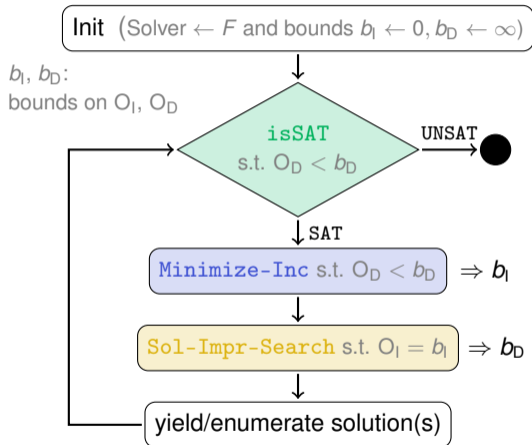 Init (Solver ← F and bounds b_I ← 0, b_D ← ∞)
b_I, b_D:
bounds on O_I, O_D
isSAT
s.t. O_D < b_D
UNSAT
SAT
Minimize-Inc s.t. O_D < b_D ⇒ b_I
Sol-Impr-Search s.t. O_I = b_I ⇒ b_D
yield/enumerate solution(s)